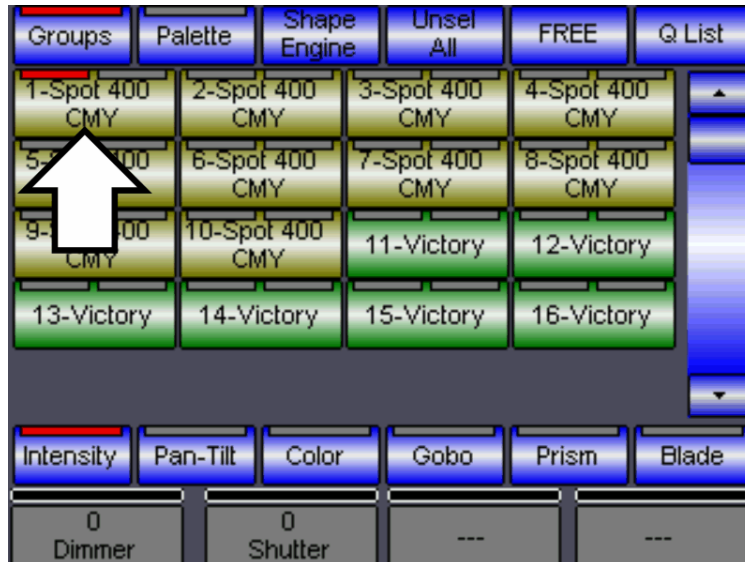 Groups Palette Shape Engine Unsel All FREE Q List
1-Spot 400 CMY 2-Spot 400 CMY 3-Spot 400 CMY 4-Spot 400 CMY
5- 00 6-Spot 400 CMY 7-Spot 400 CMY 8-Spot 400 CMY
9- 00 CMY 10-Spot 400 CMY 11-Victory 12-Victory
13-Victory 14-Victory 15-Victory 16-Victory
Intensity Pan-Tilt Color Gobo Prism Blade
0 Dimmer 0 Shutter --- ---